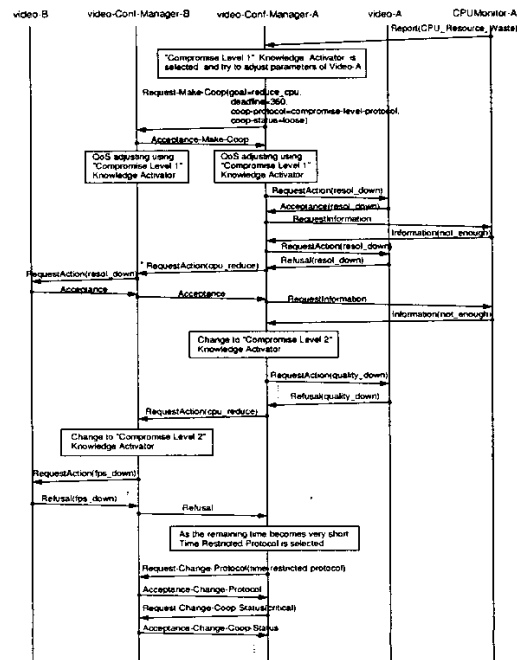 video-B video-Conf-Manager-B video-Conf-Manager-A video-A CPUMonitor-A
Report(CPU_Resource_Waste)
"Compromise Level 1" Knowledge Activator is
selected and try to adjust parameters of Video-A
Request-Make-Coop(goal=reduce_cpu,
deadline=360,
coop-protocol=compromise-level-protocol,
coop-status=loose)
Acceptance-Make-Coop
QoS adjusting using
"Compromise Level 1"
Knowledge Activator
QoS adjusting using
"Compromise Level 1"
Knowledge Activator
RequestAction(resol_down)
Acceptance(resol_down)
RequestInformation
Information(not_enough)
RequestAction(resol_down)
Refusal(resol_down)
RequestAction(cpu_reduce)
RequestAction(resol_down)
Acceptance
Acceptance
RequestInformation
Information(not_enough)
Change to "Compromise Level 2"
Knowledge Activator
RequestAction(quality_down)
Refusal(quality_down)
RequestAction(cpu_reduce)
Change to "Compromise Level 2"
Knowledge Activator
RequestAction(fps_down)
Refusal(fps_down)
Refusal
As the remaining time becomes very short
Time Restricted Protocol is selected
Request-Change-Protocol(time-restricted protocol)
Acceptance-Change-Protocol
Request-Change-Coop-Status(critical)
Acceptance-Change-Coop-Status